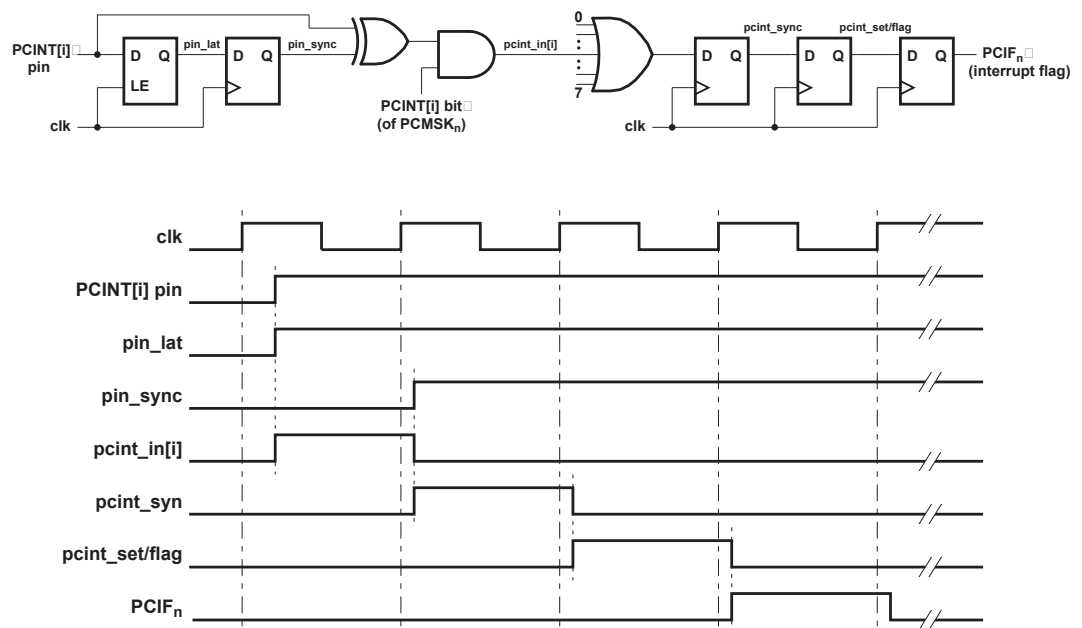 PCINT[i]
pin
D Q
LE
clk
pin_lat
D Q
pin_sync
PCINT[i] bit
(of PCMSKn)
pcint_in[i]
0
7
clk
D Q
pcint_sync
D Q
pcint_set/flag
D Q
PCIFn
(interrupt flag)
clk
PCINT[i] pin
pin_lat
pin_sync
pcint_in[i]
pcint_syn
pcint_set/flag
PCIFn